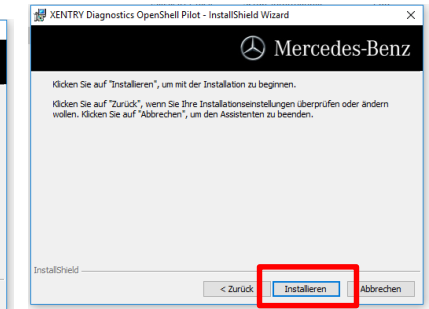 XENTRY Diagnostics OpenShell Pilot - InstallShield Wizard
Mercedes-Benz
Klicken Sie auf "Installieren", um mit der Installation zu beginnen.
Klicken Sie auf "Zurück", wenn Sie Ihre Installationseinstellungen überprüfen oder ändern
wollen. Klicken Sie auf "Abbrechen", um den Assistenten zu beenden.
InstallShield
< Zurück Installieren Abbrechen